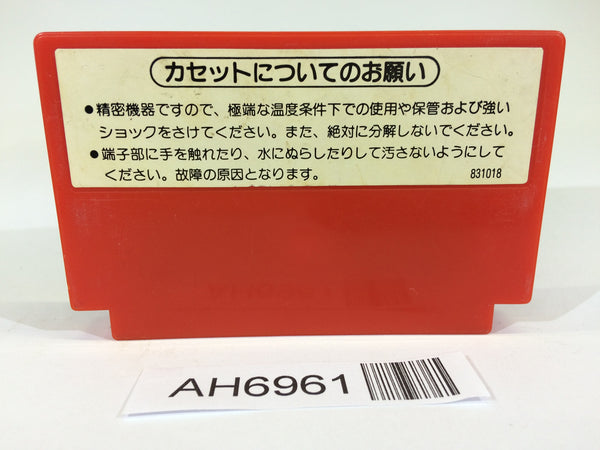 カセットについてのお願い
●精密機器ですので、極端な温度条件下での使用や保管および強い
ショックをさけてください。また、絶対に分解しないでください。
●端子部に手を触れたり、水にぬらしたりして汚さないようにして
ください。故障の原因となります。
831018
AH6961